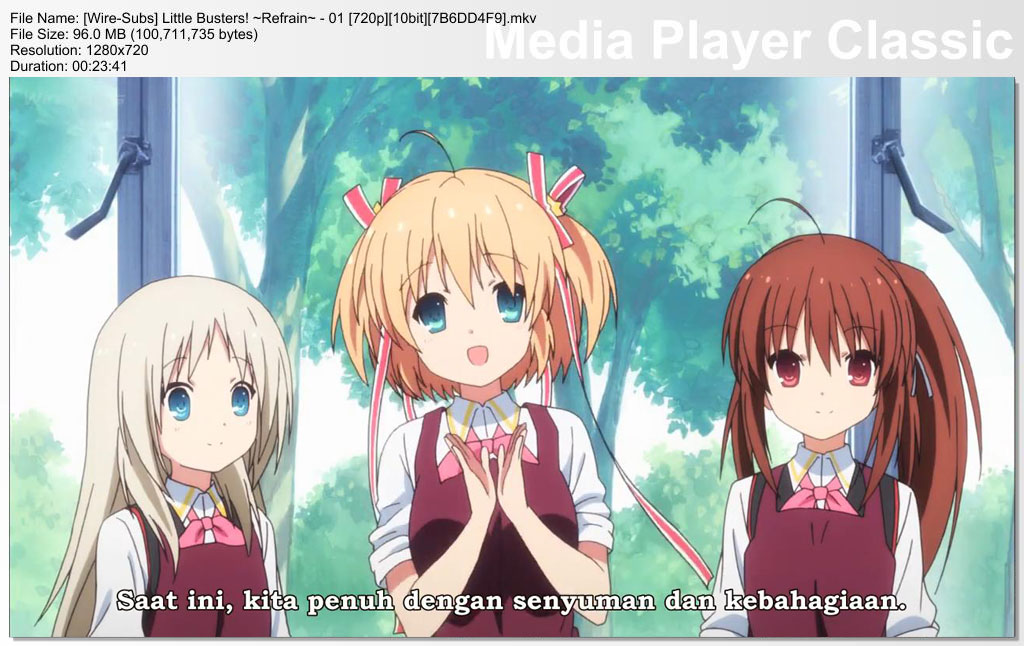 File Name: [Wire-Subs] Little Busters! ~Refrain~ - 01 [720p][10bit][7B6DD4F9].mkv
File Size: 96.0 MB (100,711,735 bytes)
Resolution: 1280x720
Duration: 00:23:41
Media Player Classic
Saat ini, kita penuh dengan senyuman dan kebahagiaan.